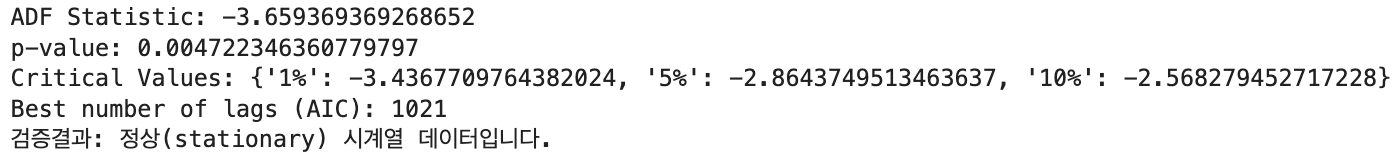 ADF Statistic: -3.659369369268652
p-value: 0.004722346360779797
Critical Values: {'1%': -3.4367709764382024, '5%': -2.8643749513463637, '10%': -2.568279452717228}
Best number of lags (AIC): 1021
검증결과: 정상(stationary) 시계열 데이터입니다.